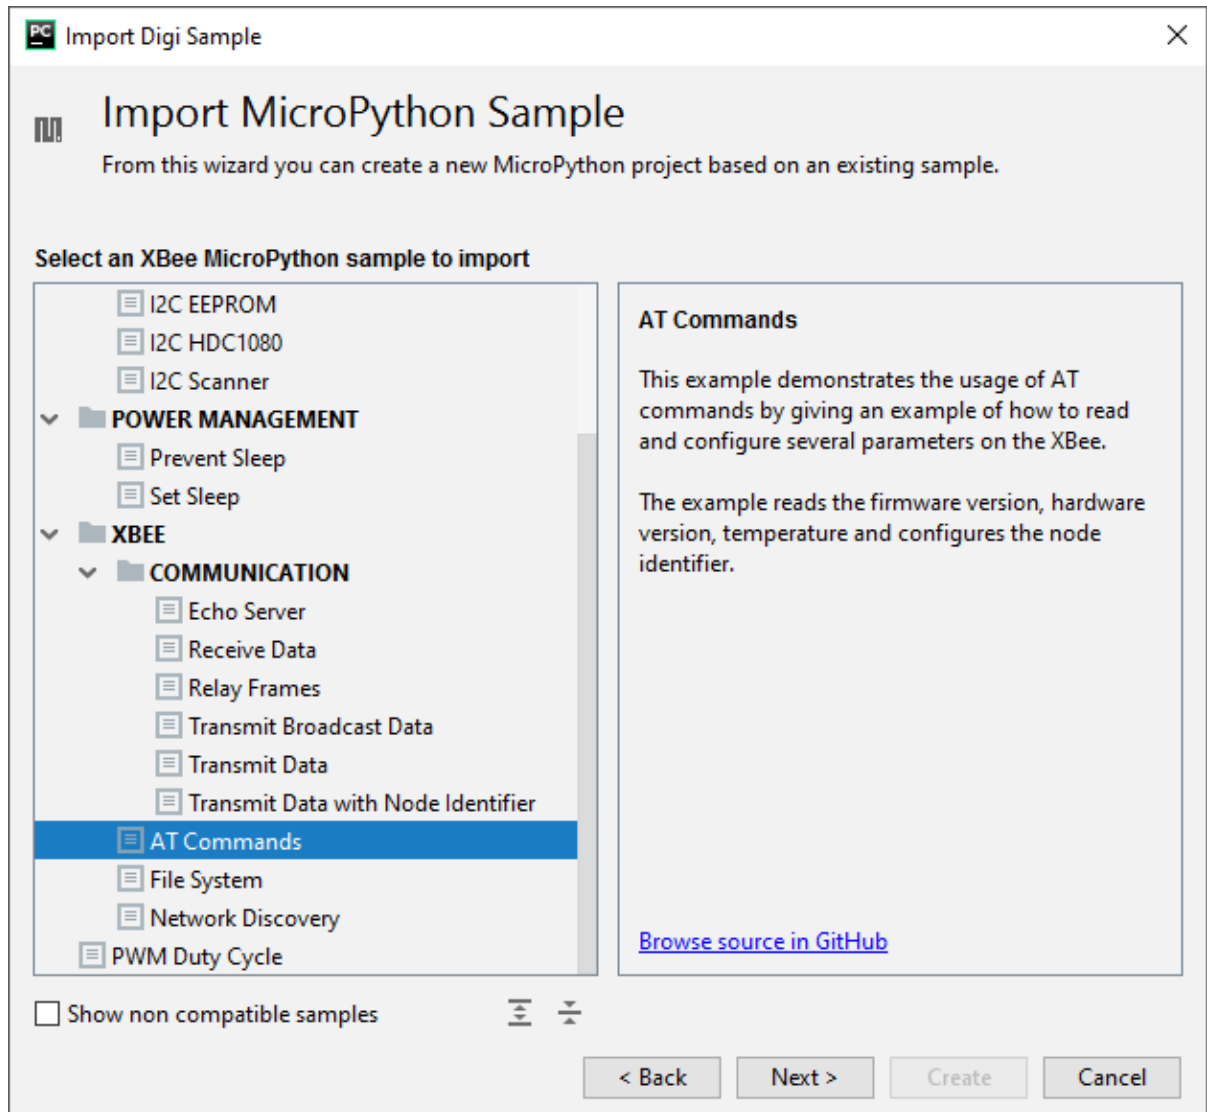 PC Import Digi Sample
Import MicroPython Sample
From this wizard you can create a new MicroPython project based on an existing sample.
Select an XBee MicroPython sample to import
I2C EEPROM
I2C HDC1080
I2C Scanner
POWER MANAGEMENT
Prevent Sleep
Set Sleep
XBEE
COMMUNICATION
Echo Server
Receive Data
Relay Frames
Transmit Broadcast Data
Transmit Data
Transmit Data with Node Identifier
AT Commands
File System
Network Discovery
PWM Duty Cycle
AT Commands
This example demonstrates the usage of AT
commands by giving an example of how to read
and configure several parameters on the XBee.
The example reads the firmware version, hardware
version, temperature and configures the node
identifier.
Browse source in GitHub
Show non compatible samples
< Back Next > Create Cancel